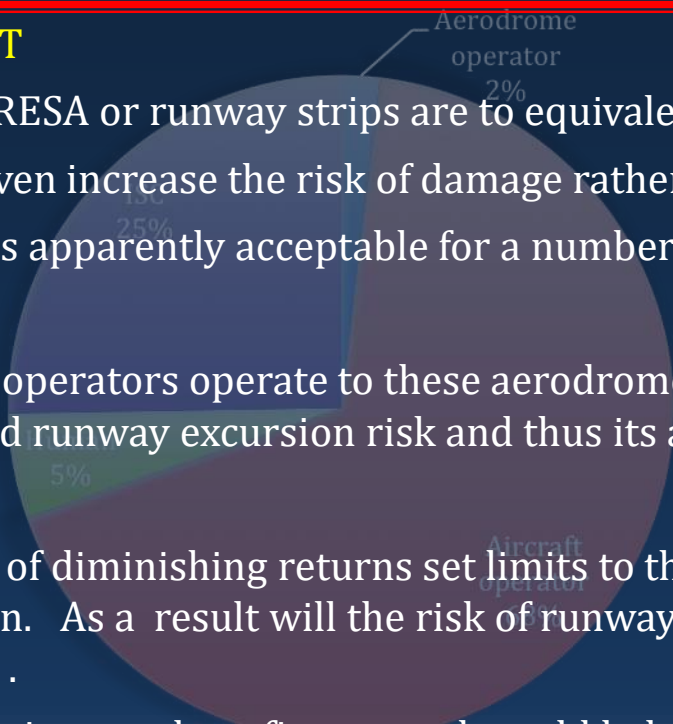 Aerodrome
T
operator
2%
RESA or runway strips are to equivale
ven increase the risk of damage rather
ISC
25%
s apparently acceptable for a number
operators operate to these aerodrome
d runway excursion risk and thus its a
5%
Aircraft
of diminishing returns set limits to th
operator
n. As a result will the risk of runway
.